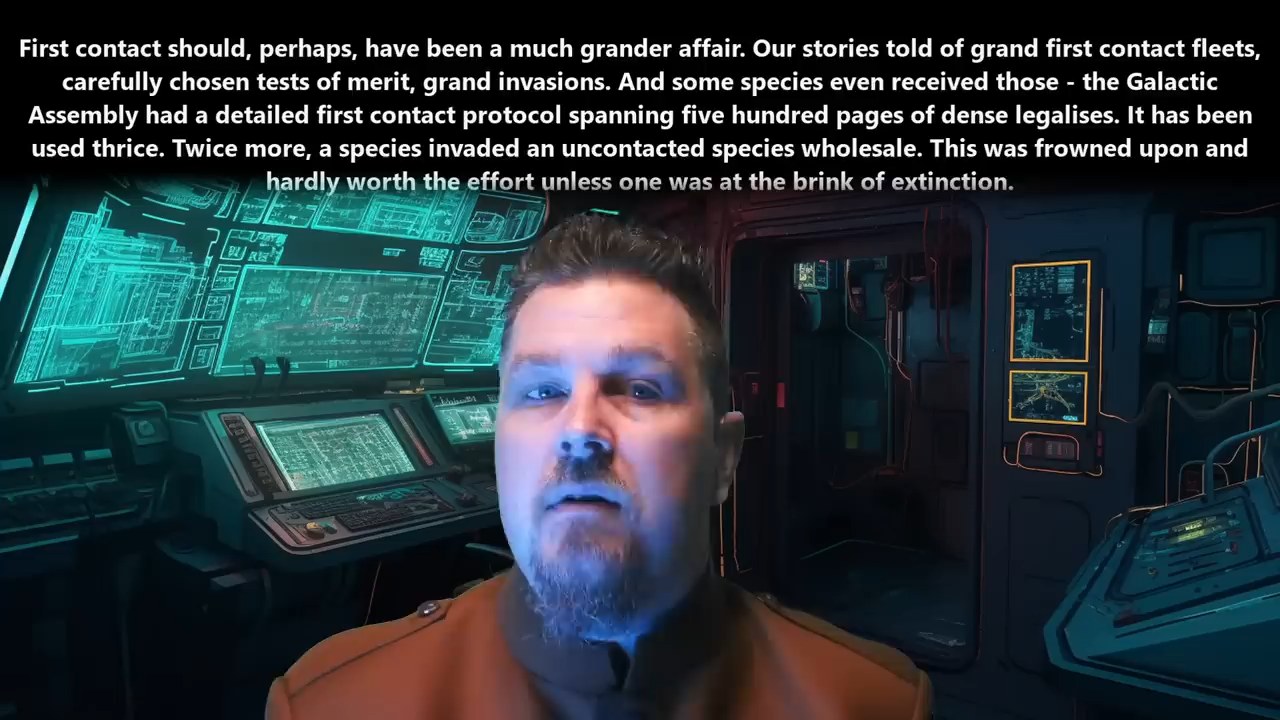 First contact should, perhaps, have been a much grander affair. Our stories told of grand first contact fleets,
carefully chosen tests of merit, grand invasions. And some species even received those - the Galactic
Assembly had a detailed first contact protocol spanning five hundred pages of dense legalises. It has been
used thrice. Twice more, a species invaded an uncontacted species wholesale. This was frowned upon and
hardly worth the effort unless one was at the brink of extinction.